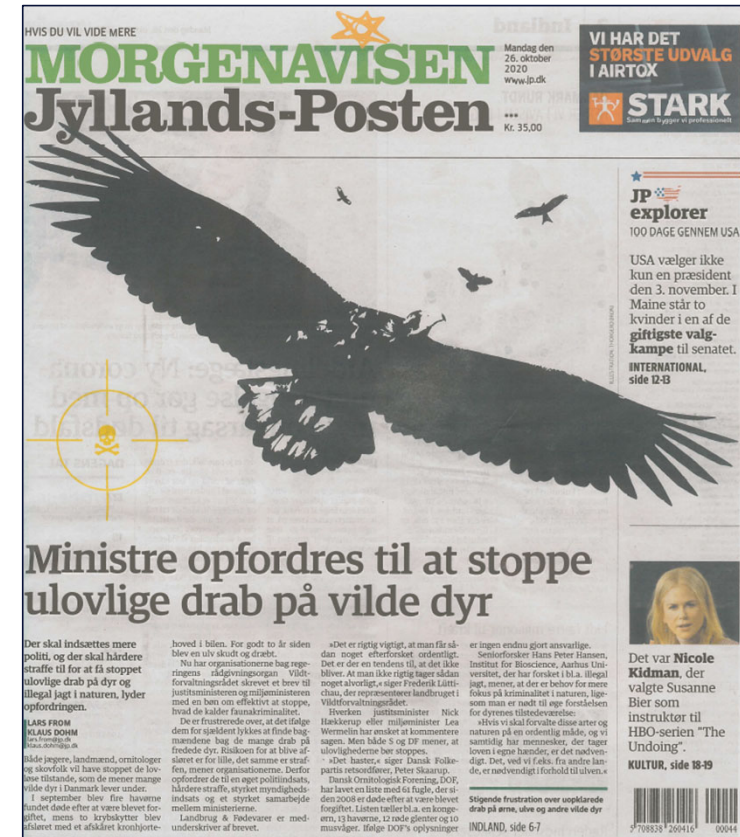 HVIS DU VIL VIDE MERE
MORGENAVISEN
Jyllands-Posten
Mandag den
26. oktober
2020
www.jp.dk
***
Kr. 35,00
VI HAR DET
STØRSTE UDVALG
I AIRTOX
STARK
Sammen bygger vi professionelt
JP
explorer
100 DAGE GENNEM USA
USA vælger ikke
kun en præsident
den 3. november. I
Maine står to
kvinder i en af de
giftigste valg-
kampe til senatet.
INTERNATIONAL,
side 12-13
Ministre opfordres til at stoppe
ulovlige drab på vilde dyr
Der skal indsættes mere
politi, og der skal hårdere
straffe til for at få stoppet
ulovlige drab på dyr og
illegal jagt i naturen, lyder
opfordringen.
LARS FROM
KLAUS DOHM
lars.from@jp.dk
klaus.dohm@jp.dk
Både jægere, landmænd, ornitologer
og skovfolk vil have stoppet de lov-
løse tilstande, som de mener mange
vilde dyr i Danmark lever under.
I september blev fire havørne
fundet døde efter at være blevet for-
giftet, mens to krybskytter blev
afsløret med et afskåret kronhjorte-
hoved i bilen. For godt to år siden
blev en ulv skudt og dræbt.
Nu har organisationerne bag rege-
ringens rådgivningsorgan Vildt-
forvaltningsrådet skrevet et brev til
justitsministeren og miljøministeren
med en bøn om effektivt at stoppe,
hvad de kalder faunakriminalitet.
De er frustrerede over, at det ifølge
dem for sjældent lykkes at finde bag-
mændene bag de mange drab på
fredede dyr. Risikoen for at blive af-
sløret er for lille, det samme er straf-
fen, mener organisationerne. Derfor
opfordrer de til en øget politiindsats,
hårdere straffe, styrket myndigheds-
indsats og et styrket samarbejde
mellem ministerierne.
Landbrug & Fødevarer er med-
underskriver af brevet.
»Det er rigtig vigtigt, at man får så-
dan noget efterforsket ordentligt.
Det er der en tendens til, at det ikke
bliver. At man ikke rigtig tager sådan
noget alvorligt,« siger Frederik Lütti-
chau, der repræsenterer landbruget i
Vildtforvaltningsrådet.
Hverken justitsminister Nick
Hækkerup eller miljøminister Lea
Wermelin har ønsket at kommentere
sagen. Men både S og DF mener, at
ulovlighederne bør stoppes.
»Det haster,« siger Dansk Folke-
partis retsordfører, Peter Skaarup.
Dansk Ornitologisk Forening, DOF,
har lavet en liste med 61 fugle, der si-
den 2008 er døde efter at være blevet
forgiftet. Listen tæller bl.a. en konge-
ørn, 13 havørne, 12 røde glenter og 10
musvåger. Ifølge DOF's oplysninger
er ingen endnu gjort ansvarlige.
Seniorforsker Hans Peter Hansen,
Institut for Bioscience, Aarhus Uni-
versitet, der har forsket i bl.a. illegal
jagt, mener, at der er behov for mere
fokus på kriminalitet i naturen, lige-
som man er nødt til øge forståelsen
for dyrenes tilstedeværelse:
»Hvis vi skal forvalte disse arter og
naturen på en ordentlig måde, og vi
samtidig har mennesker, der tager
loven i egne hænder, er det nødven-
digt. Det, ved vi f.eks. fra andre lan-
de, er nødvendigt i forhold til ulven.«
Stigende frustration over uopklarede
drab på ørne, ulve og andre vilde dyr
INDLAND, side 6-7
Det var Nicole
Kidman, der
valgte Susanne
Bier som
instruktør til
HBO-serien "The
Undoing".
KULTUR, side 18-19
5 708838 260416
00044